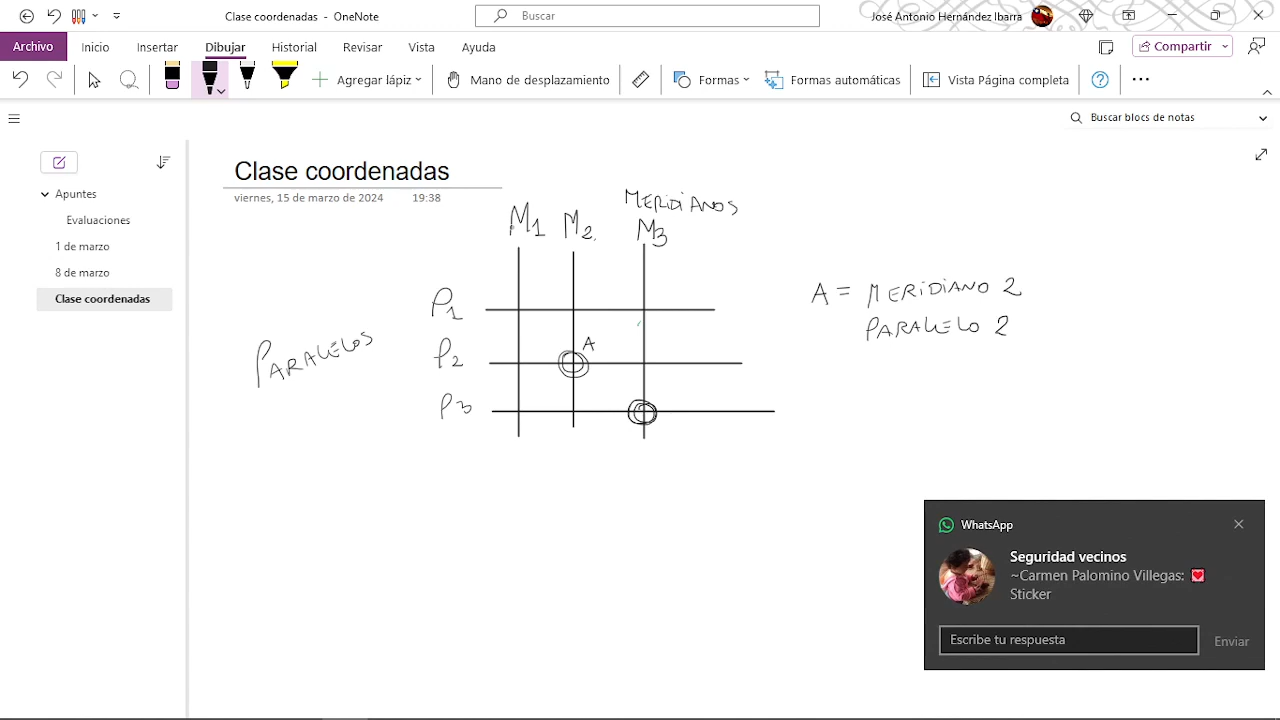 Clase coordenadas - OneNote
Buscar
José Antonio Hernández Ibarra
Archivo
Inicio
Insertar
Dibujar
Historial
Revisar
Vista
Ayuda
Compartir
Agregar lápiz
Mano de desplazamiento
Formas
Formas automáticas
Vista Página completa
Buscar blocs de notas
Apuntes
Evaluaciones
1 de marzo
8 de marzo
Clase coordenadas
Clase coordenadas
viernes, 15 de marzo de 2024 19:38
MERIDIANOS
M1 M2 M3
PARALELOS
P1
P2
P3
A
A = MERIDIANO 2
PARALELO 2
WhatsApp
Seguridad vecinos
~Carmen Palomino Villegas: 💟
Sticker
Escribe tu respuesta
Enviar